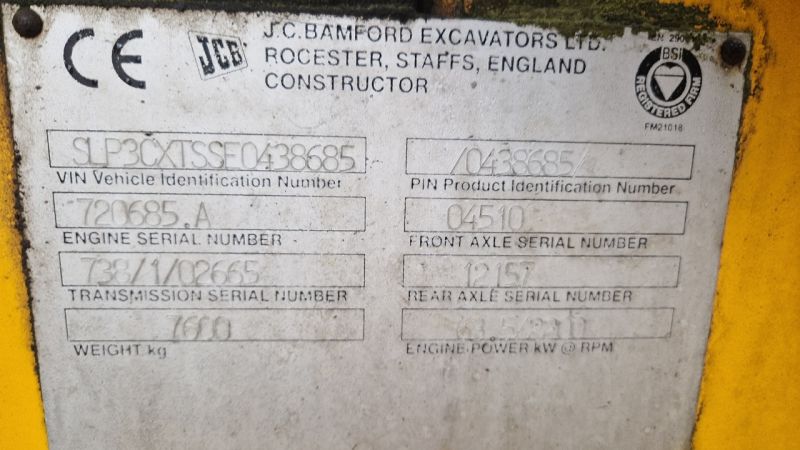 CE JCB J.C.BAMFORD EXCAVATORS LTD.
ROCESTER, STAFFS, ENGLAND
CONSTRUCTOR
BSI
REGISTERED FIRM
FM21018
SLP3CXTSSE0438685 /0438685/
VIN Vehicle Identification Number PIN Product Identification Number
720685.A 04510
ENGINE SERIAL NUMBER FRONT AXLE SERIAL NUMBER
738/1/02665 12157
TRANSMISSION SERIAL NUMBER REAR AXLE SERIAL NUMBER
7600
WEIGHT kg ENGINE POWER kW @ RPM